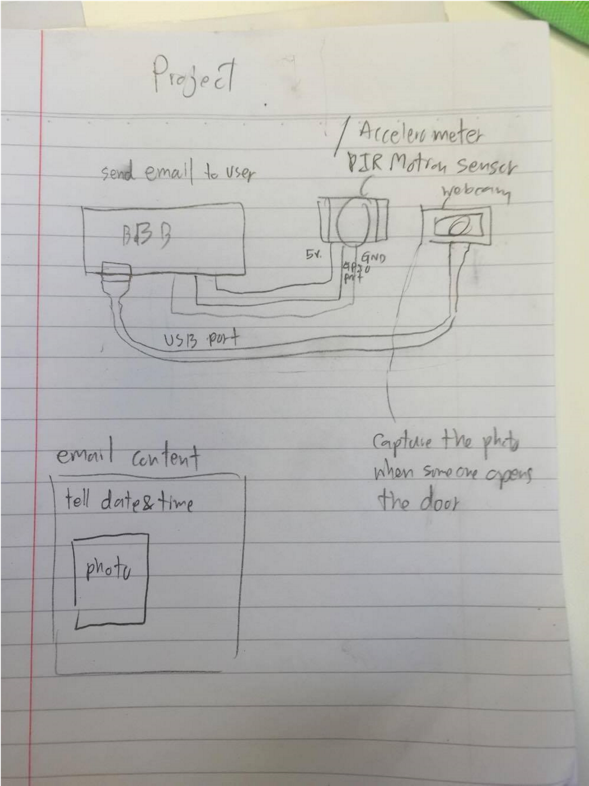 Project
/ Accelerometer
PIR Motion sensor
send email to user
webcam
BBB
5v.
GND
GPIO
port
USB port
Capture the photo
when someone opens
the door
email content
tell date&time
photo